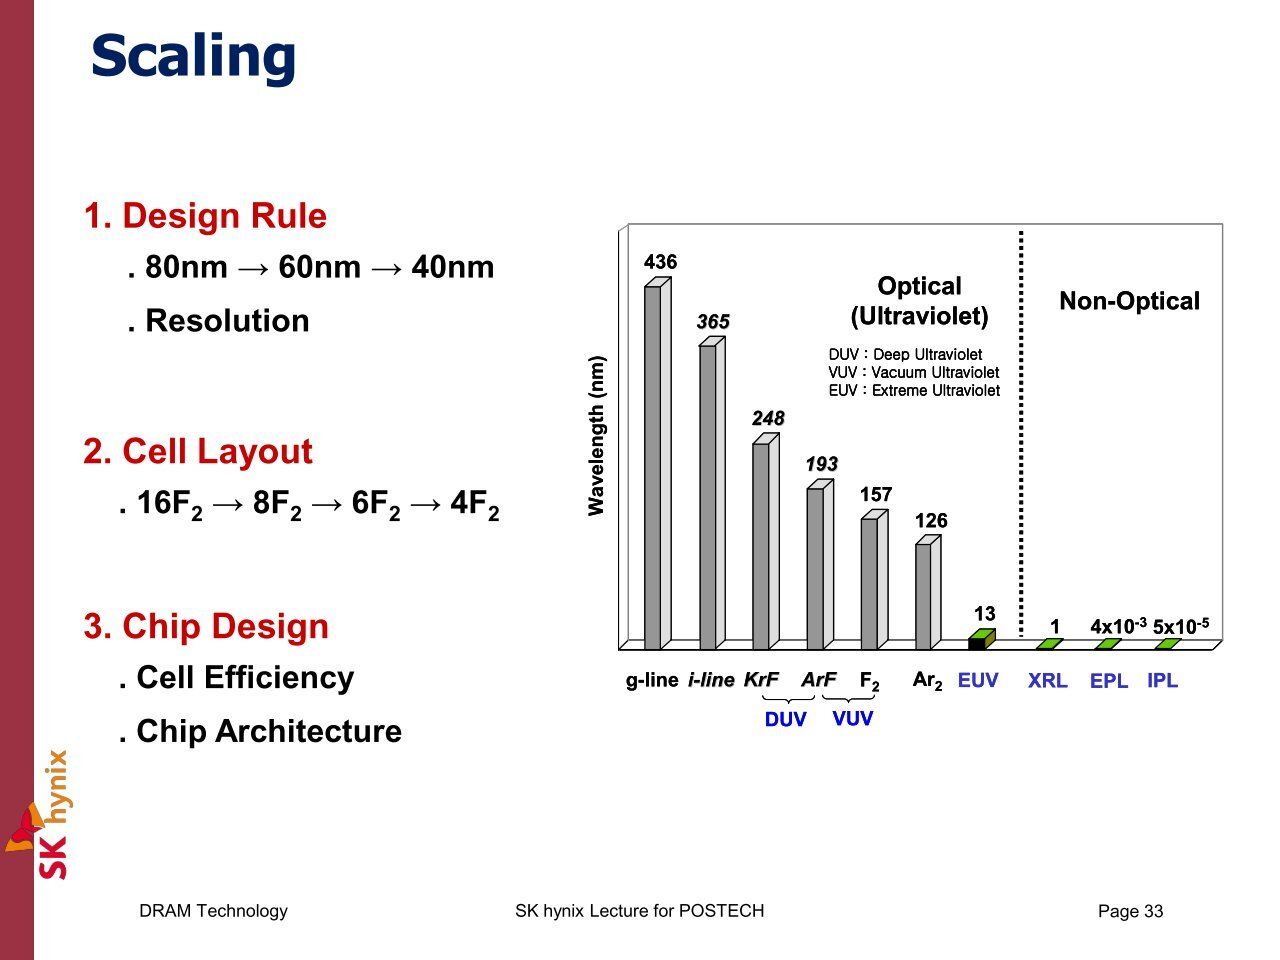 Scaling
1. Design Rule
. 80nm → 60nm → 40nm
. Resolution
2. Cell Layout
. 16F₂ → 8F₂ → 6F₂ → 4F₂
3. Chip Design
. Cell Efficiency
. Chip Architecture
Wavelength (nm)
436
365
248
193
157
126
13
1
4x10⁻³
5x10⁻⁵
Optical
(Ultraviolet)
Non-Optical
DUV : Deep Ultraviolet
VUV : Vacuum Ultraviolet
EUV : Extreme Ultraviolet
g-line i-line KrF ArF F₂ Ar₂ EUV XRL EPL IPL
DUV VUV
SK hynix
DRAM Technology
SK hynix Lecture for POSTECH
Page 33